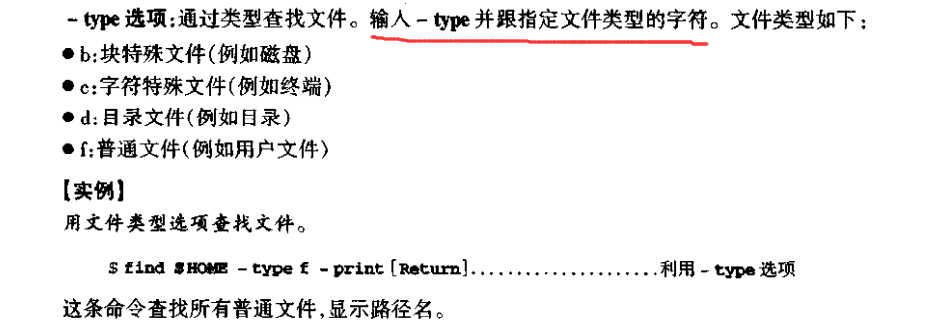 -type 选项:通过类型查找文件。输入-type 并跟指定文件类型的字符。文件类型如下:
●b:块特殊文件(例如磁盘)
●c:字符特殊文件(例如终端)
●d:目录文件(例如目录)
●f:普通文件(例如用户文件)
【实例】
用文件类型选项查找文件。
$ find $HOME -type f -print [Return].....................利用-type 选项
这条命令查找所有普通文件,显示路径名。